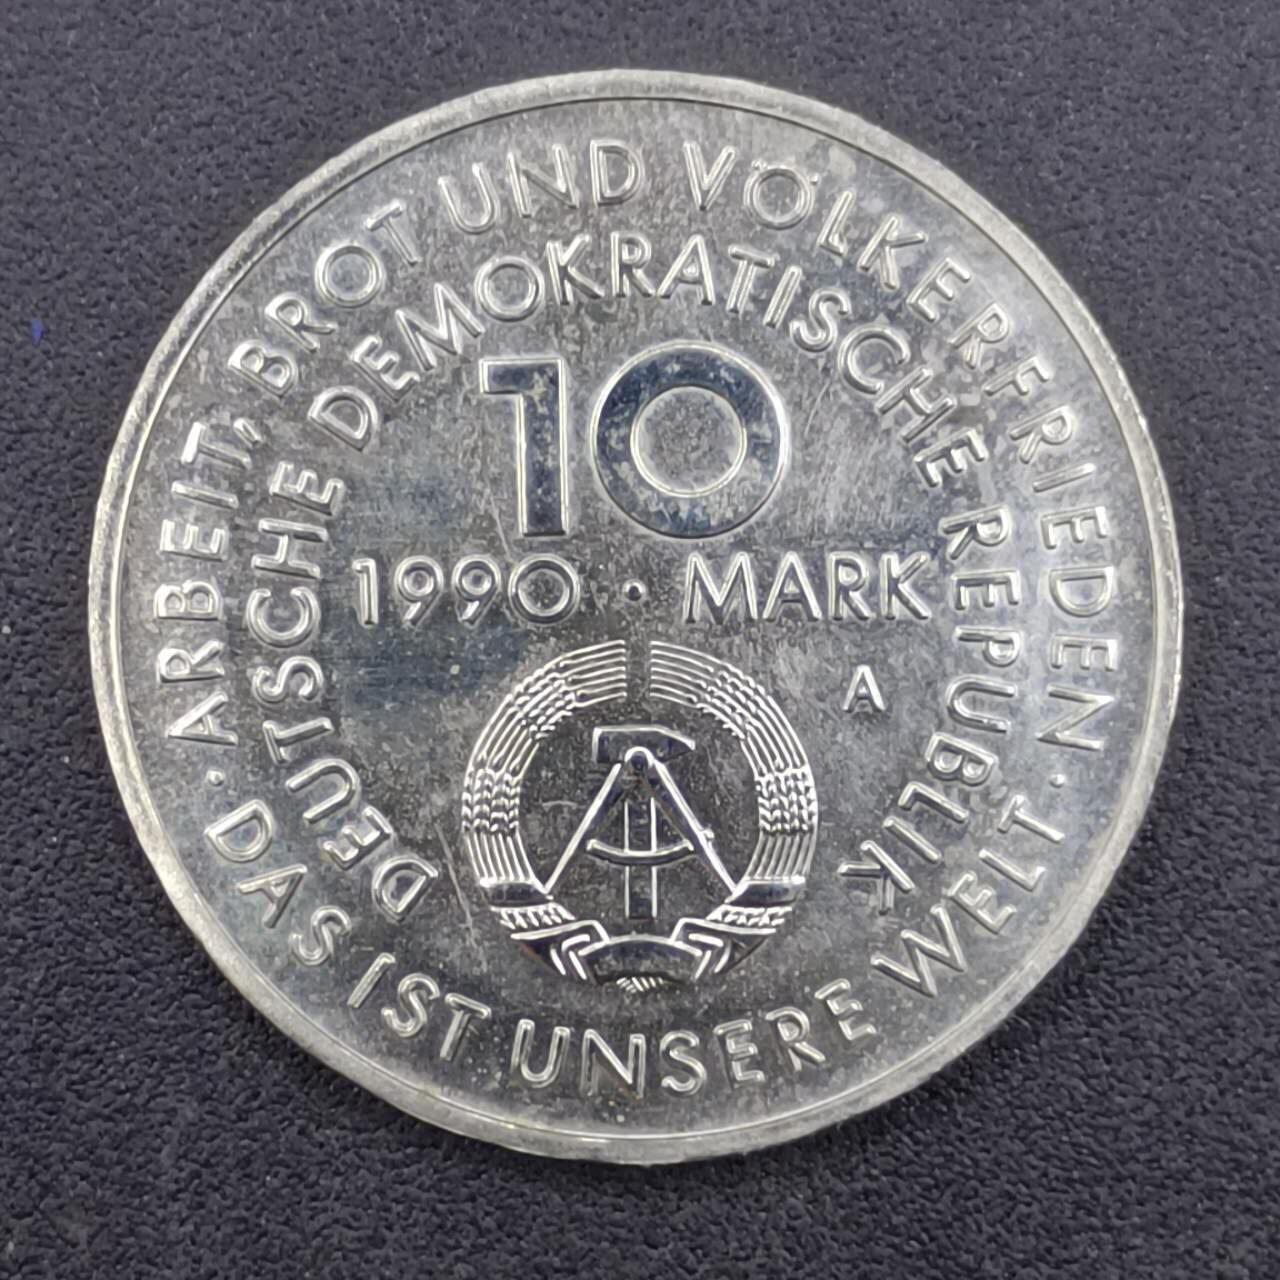 · ARBEIT, BROT UND VÖLKERFRIEDEN ·
DAS IST UNSERE WELT
DEUTSCHE DEMOKRATISCHE REPUBLIK
10
1990 · MARK
A